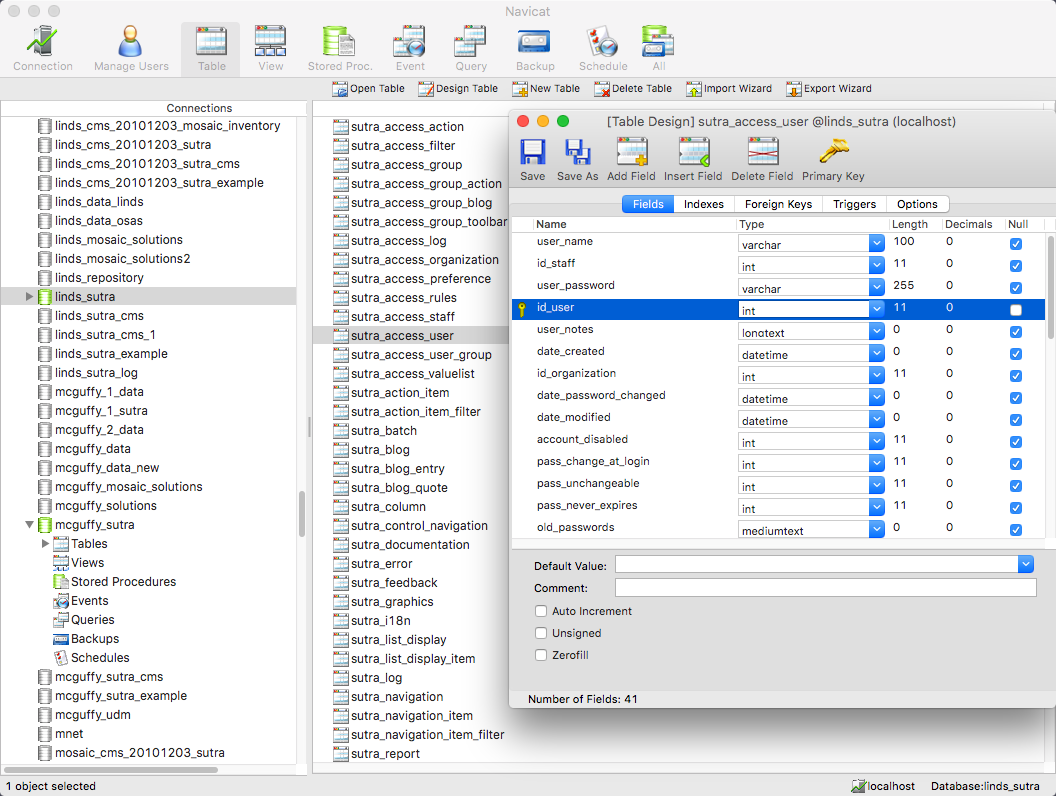 Navicat
Connection Manage Users Table View Stored Proc. Event Query Backup Schedule All
Open Table Design Table New Table Delete Table Import Wizard Export Wizard
Connections
linds_cms_20101203_mosaic_inventory
linds_cms_20101203_sutra
linds_cms_20101203_sutra_cms
linds_cms_20101203_sutra_example
linds_data_linds
linds_data_osas
linds_mosaic_solutions
linds_mosaic_solutions2
linds_repository
linds_sutra
linds_sutra_cms
linds_sutra_cms_1
linds_sutra_example
linds_sutra_log
mcguffy_1_data
mcguffy_1_sutra
mcguffy_2_data
mcguffy_data
mcguffy_data_new
mcguffy_mosaic_solutions
mcguffy_solutions
mcguffy_sutra
Tables
Views
Stored Procedures
Events
Queries
Backups
Schedules
mcguffy_sutra_cms
mcguffy_sutra_example
mcguffy_udm
mnet
mosaic_cms_20101203_sutra
sutra_access_action
sutra_access_filter
sutra_access_group
sutra_access_group_action
sutra_access_group_blog
sutra_access_group_toolbar
sutra_access_log
sutra_access_organization
sutra_access_preference
sutra_access_rules
sutra_access_staff
sutra_access_user
sutra_access_user_group
sutra_access_valuelist
sutra_action_item
sutra_action_item_filter
sutra_batch
sutra_blog
sutra_blog_entry
sutra_blog_quote
sutra_column
sutra_control_navigation
sutra_documentation
sutra_error
sutra_feedback
sutra_graphics
sutra_i18n
sutra_list_display
sutra_list_display_item
sutra_log
sutra_navigation
sutra_navigation_item
sutra_navigation_item_filter
sutra_report
[Table Design] sutra_access_user @linds_sutra (localhost)
Save Save As Add Field Insert Field Delete Field Primary Key
Fields Indexes Foreign Keys Triggers Options
Name Type Length Decimals Null
user_name varchar 100 0
id_staff int 11 0
user_password varchar 255 0
id_user int 11 0
user_notes longtext 0 0
date_created datetime 0 0
id_organization int 11 0
date_password_changed datetime 0 0
date_modified datetime 0 0
account_disabled int 11 0
pass_change_at_login int 11 0
pass_unchangeable int 11 0
pass_never_expires int 11 0
old_passwords mediumtext 0 0
Default Value:
Comment:
Auto Increment
Unsigned
Zerofill
Number of Fields: 41
1 object selected
localhost Database:linds_sutra